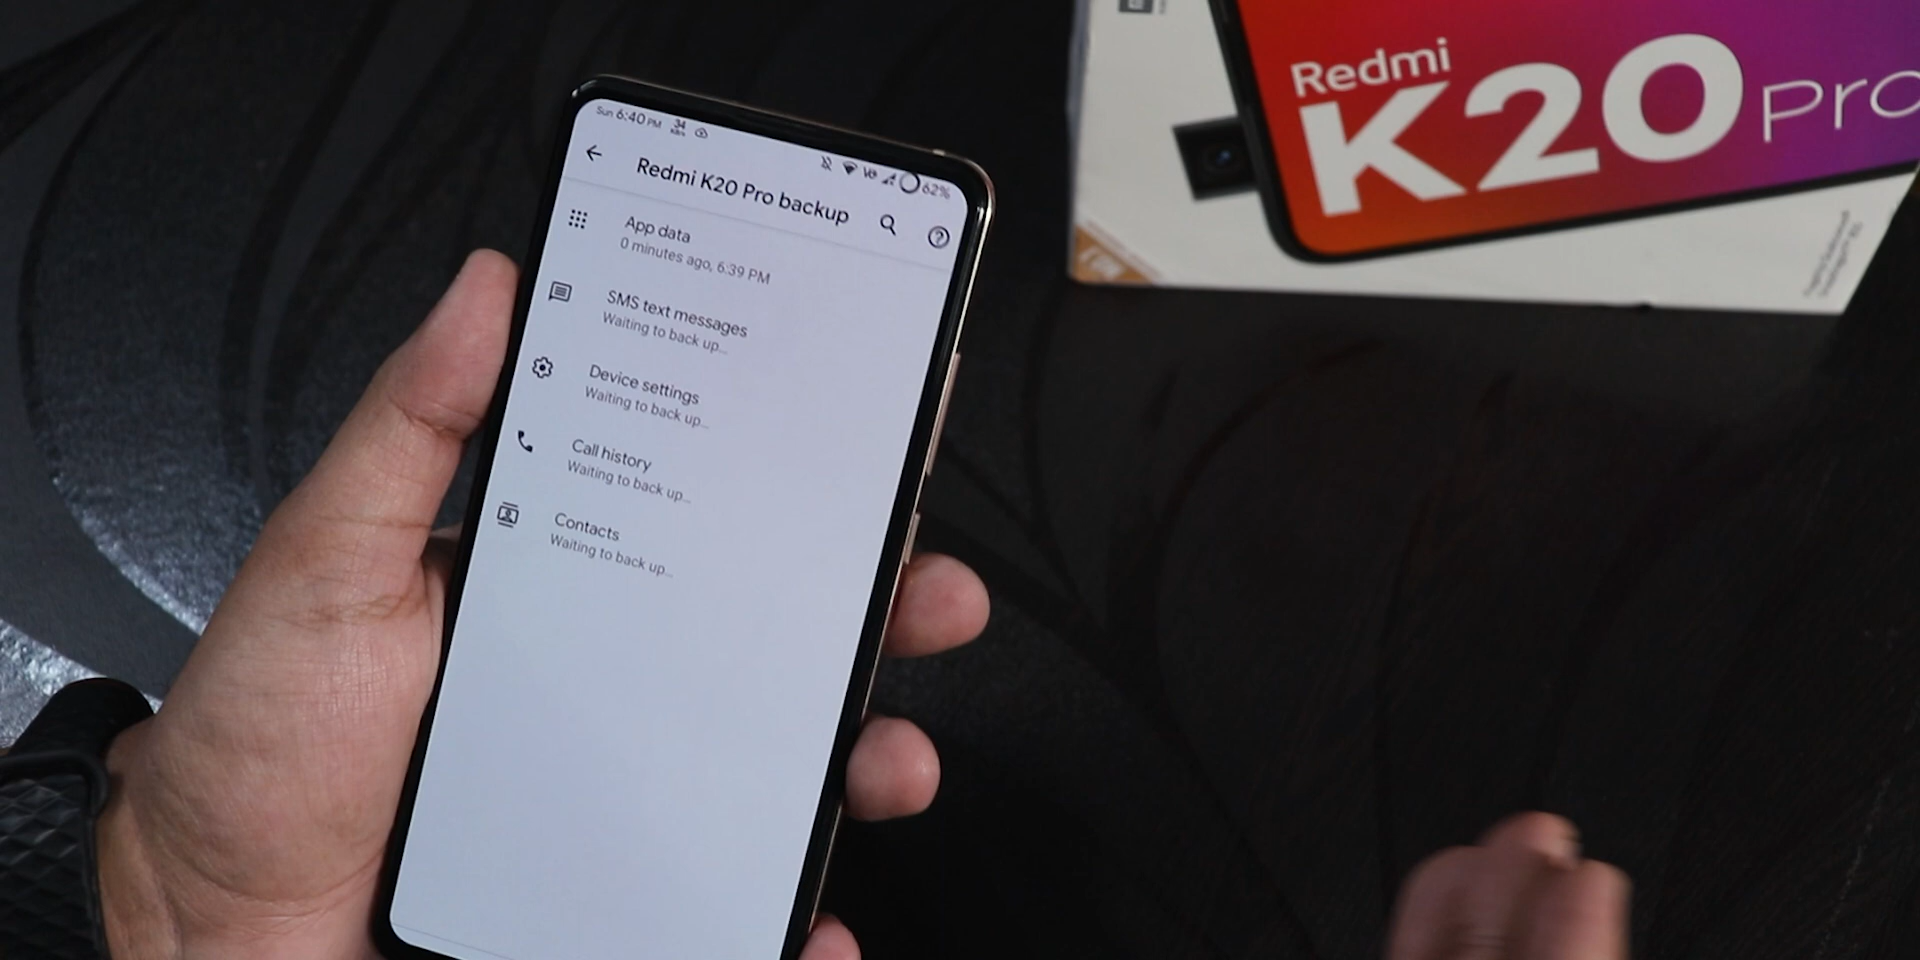 Sun 6:40 PM 34 KB/s 62%
Redmi K20 Pro backup
App data
0 minutes ago, 6:39 PM
SMS text messages
Waiting to back up...
Device settings
Waiting to back up...
Call history
Waiting to back up...
Contacts
Waiting to back up...
Redmi
K20 Pro